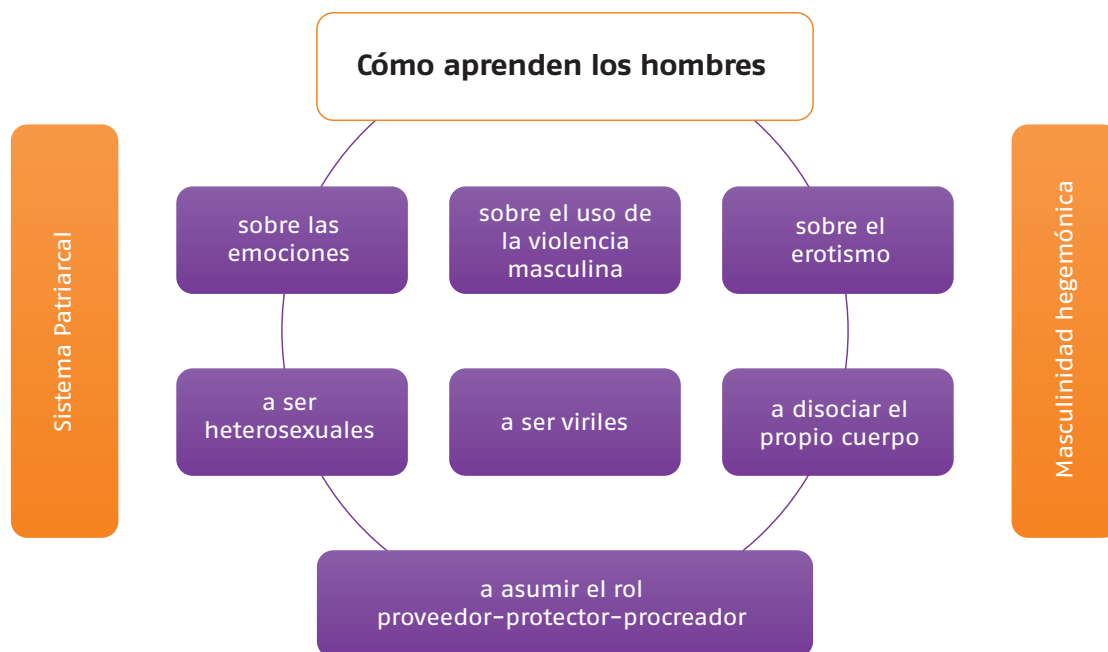 Cómo aprenden los hombres
Sistema Patriarcal
sobre las
emociones
sobre el uso de
la violencia
masculina
sobre el
erotismo
a ser
heterosexuales
a ser viriles
a disociar el
propio cuerpo
a asumir el rol
proveedor-protector-procreador
Masculinidad hegemónica